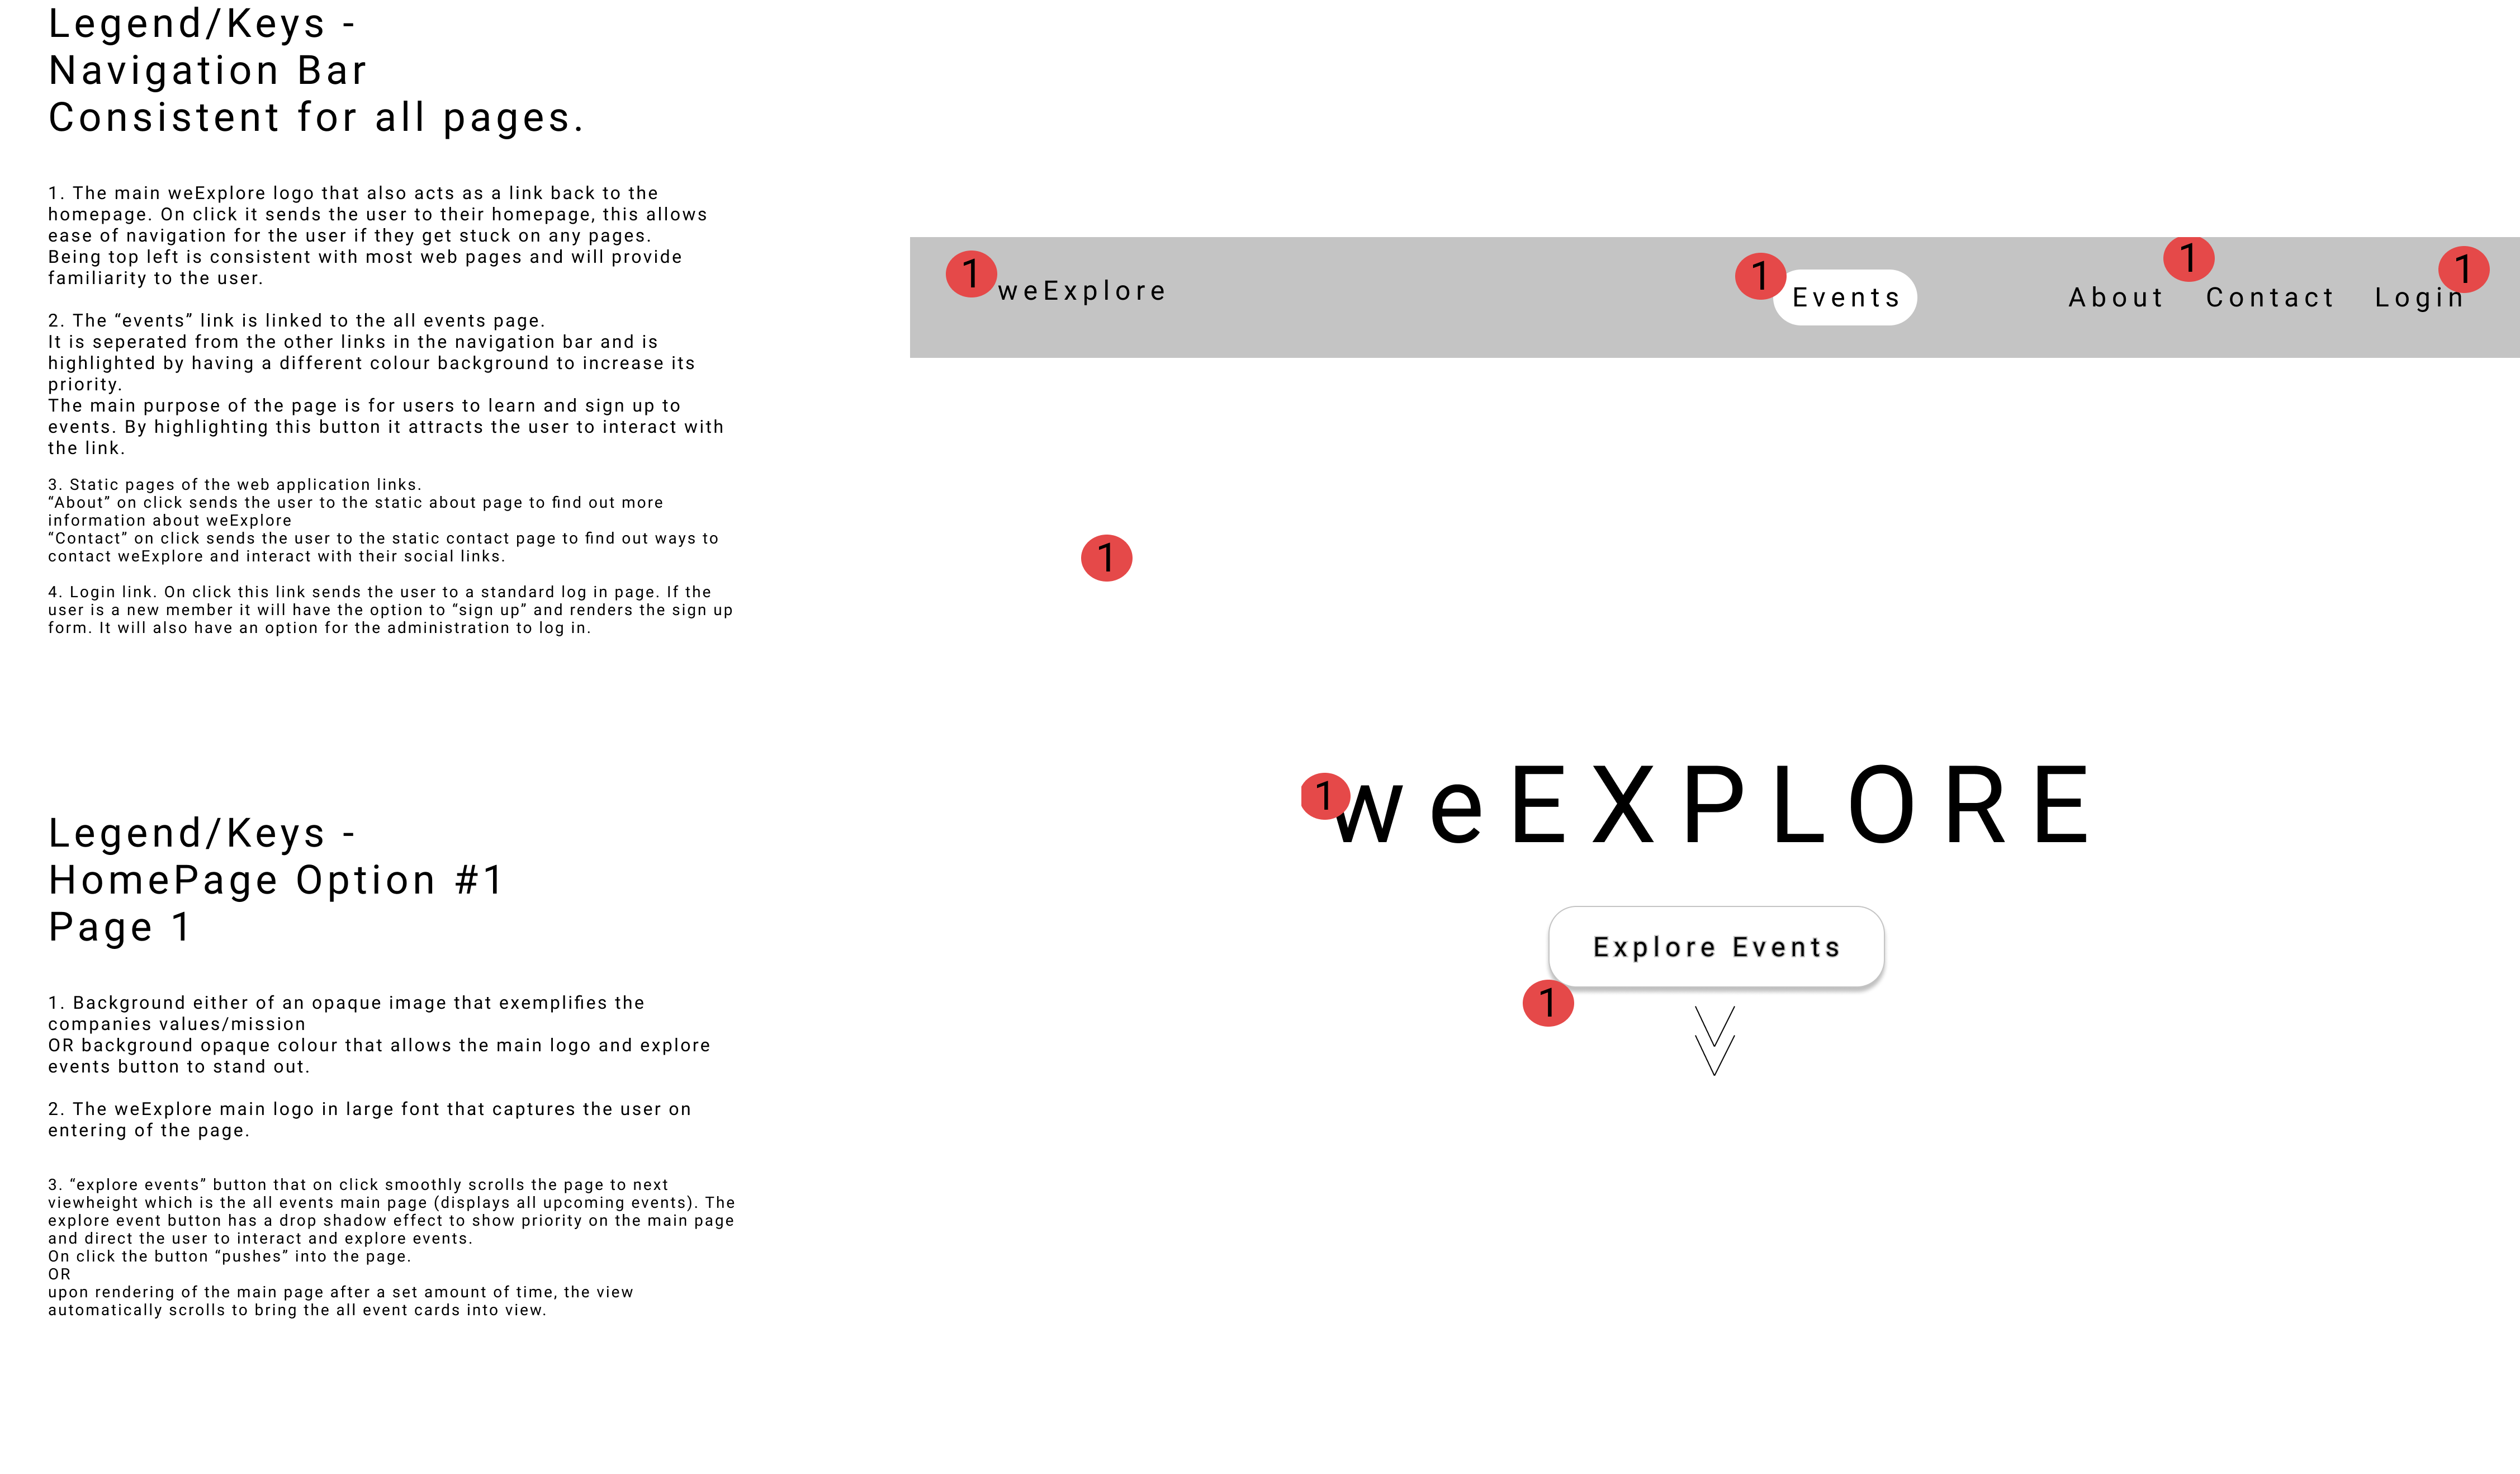 Legend/Keys -
Navigation Bar
Consistent for all pages.
1. The main weExplore logo that also acts as a link back to the
homepage. On click it sends the user to their homepage, this allows
ease of navigation for the user if they get stuck on any pages.
Being top left is consistent with most web pages and will provide
familiarity to the user.
2. The “events” link is linked to the all events page.
It is seperated from the other links in the navigation bar and is
highlighted by having a different colour background to increase its
priority.
The main purpose of the page is for users to learn and sign up to
events. By highlighting this button it attracts the user to interact with
the link.
3. Static pages of the web application links.
“About” on click sends the user to the static about page to find out more
information about weExplore
“Contact” on click sends the user to the static contact page to find out ways to
contact weExplore and interact with their social links.
4. Login link. On click this link sends the user to a standard log in page. If the
user is a new member it will have the option to “sign up” and renders the sign up
form. It will also have an option for the administration to log in.
1 weExplore 1 Events About 1 Contact Login 1
1
Legend/Keys -
HomePage Option #1
Page 1
1. Background either of an opaque image that exemplifies the
companies values/mission
OR background opaque colour that allows the main logo and explore
events button to stand out.
2. The weExplore main logo in large font that captures the user on
entering of the page.
3. “explore events” button that on click smoothly scrolls the page to next
viewheight which is the all events main page (displays all upcoming events). The
explore event button has a drop shadow effect to show priority on the main page
and direct the user to interact and explore events.
On click the button “pushes” into the page.
OR
upon rendering of the main page after a set amount of time, the view
automatically scrolls to bring the all event cards into view.
1 weEXPLORE
Explore Events
1